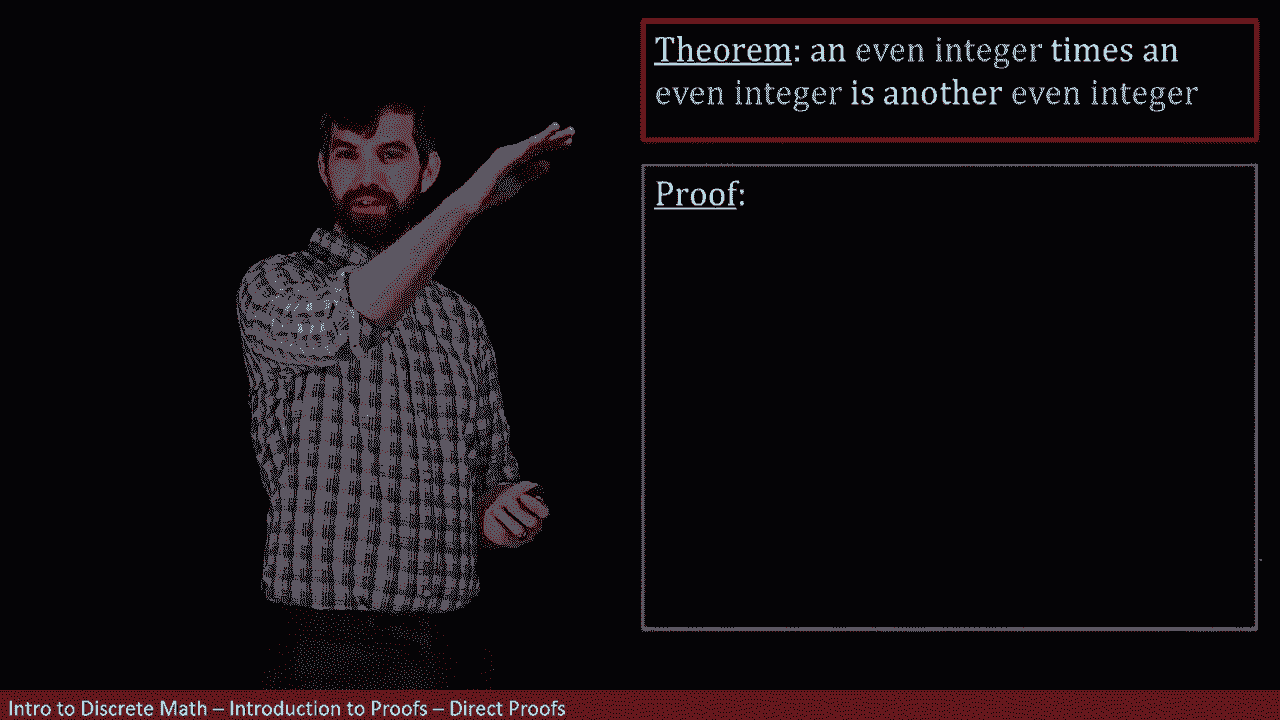 Theorem: an even integer times an
even integer is another even integer
Proof:
Intro to Discrete Math – Introduction to Proofs – Direct Proofs